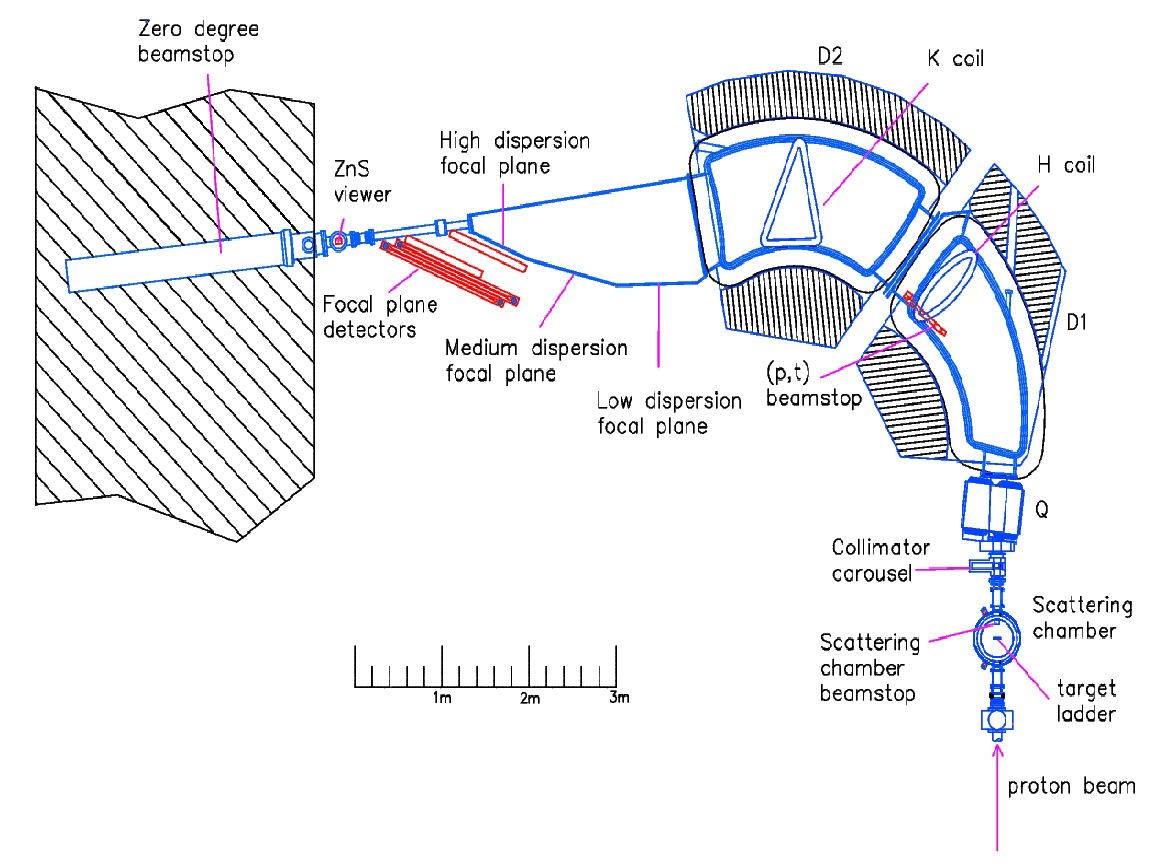 Zero degree
beamstop
D2
K coil
High dispersion
focal plane
ZnS
viewer
H coil
Focal plane
detectors
D1
Medium dispersion
focal plane
(p,t)
beamstop
Low dispersion
focal plane
Q
Collimator
carousel
Scattering
chamber
Scattering
chamber
beamstop
target
ladder
1m
2m
3m
proton beam